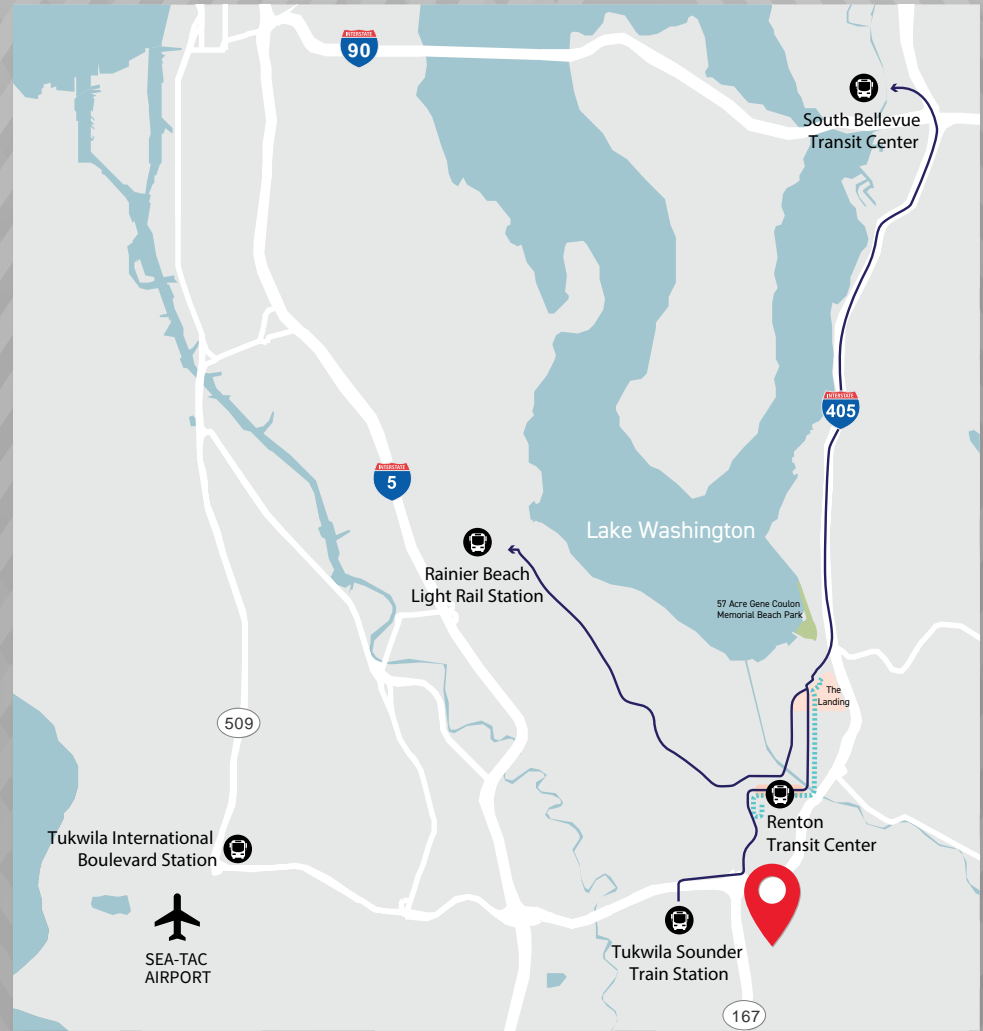 INTERSTATE
90
South Bellevue
Transit Center
INTERSTATE
405
INTERSTATE
5
Lake Washington
Rainier Beach
Light Rail Station
57 Acre Gene Coulon
Memorial Beach Park
The
Landing
509
Renton
Transit Center
Tukwila International
Boulevard Station
SEA-TAC
AIRPORT
Tukwila Sounder
Train Station
167